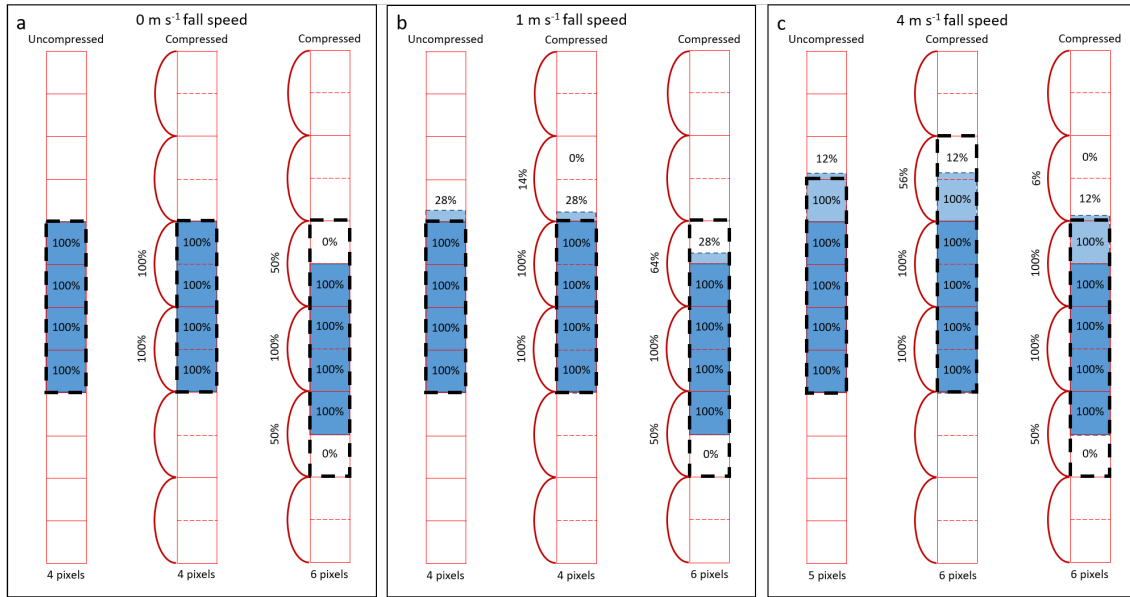 a
0 m s⁻¹ fall speed
Uncompressed
Compressed
Compressed
100%
100%
100%
100%
100%
100%
100%
100%
100%
100%
50%
100%
50%
0%
100%
100%
100%
100%
0%
4 pixels
4 pixels
6 pixels
b
1 m s⁻¹ fall speed
Uncompressed
Compressed
Compressed
28%
100%
100%
100%
100%
14%
100%
100%
0%
28%
100%
100%
100%
100%
64%
100%
50%
28%
100%
100%
100%
100%
0%
4 pixels
4 pixels
6 pixels
c
4 m s⁻¹ fall speed
Uncompressed
Compressed
Compressed
12%
100%
100%
100%
100%
100%
56%
100%
100%
12%
100%
100%
100%
100%
100%
6%
100%
100%
50%
0%
12%
100%
100%
100%
100%
100%
0%
5 pixels
6 pixels
6 pixels